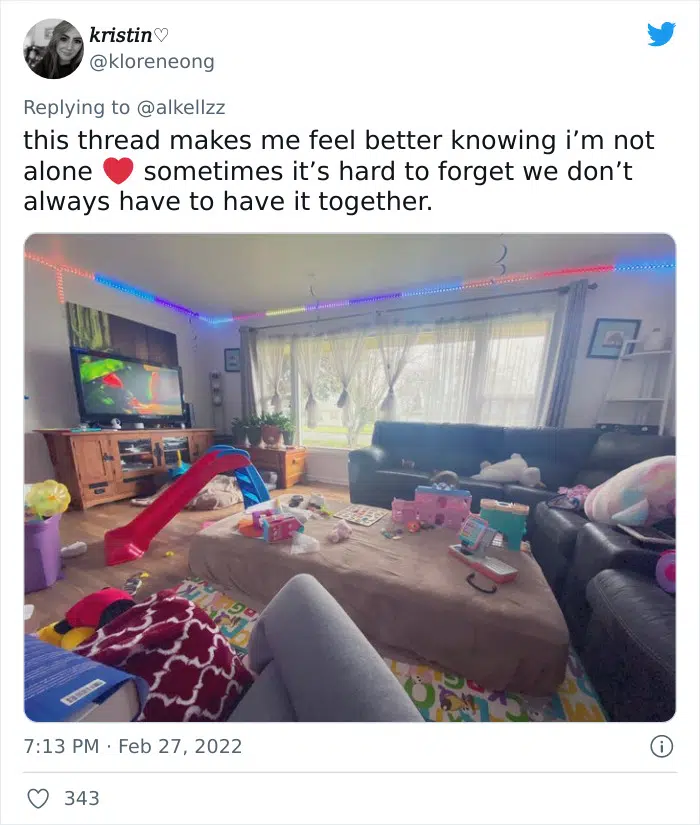 kristin♡
@kloreneong
Replying to @alkellzz
this thread makes me feel better knowing i'm not
alone ❤️ sometimes it's hard to forget we don't
always have to have it together.
7:13 PM · Feb 27, 2022
343